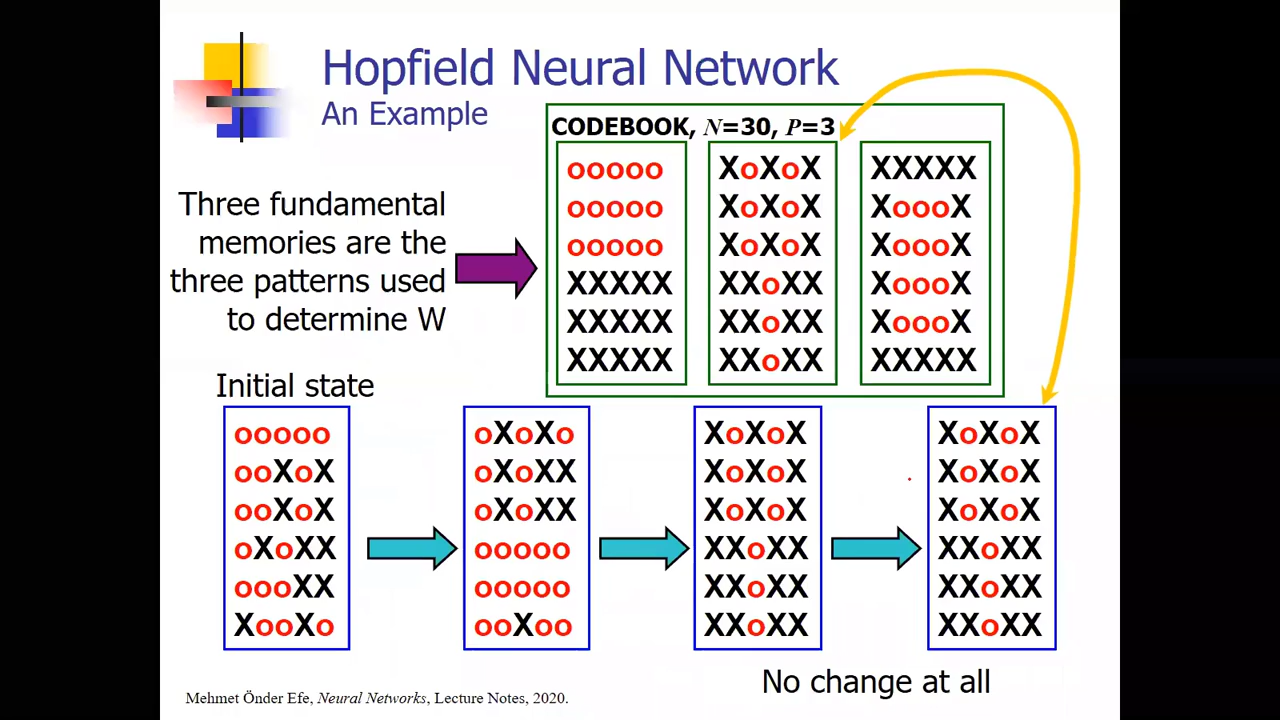 Hopfield Neural Network
An Example
CODEBOOK, N=30, P=3
Three fundamental
memories are the
three patterns used
to determine W
ooooo
ooooo
ooooo
XXXXX
XXXXX
XXXXX
XoXoX
XoXoX
XoXoX
XXoXX
XXoXX
XXoXX
XXXXX
XoooX
XoooX
XoooX
XoooX
XXXXX
Initial state
ooooo
ooXoX
ooXoX
oXoXX
oooXX
XooXo
oXoXo
oXoXX
oXoXX
ooooo
ooooo
ooXoo
XoXoX
XoXoX
XoXoX
XXoXX
XXoXX
XXoXX
XoXoX
XoXoX
XoXoX
XXoXX
XXoXX
XXoXX
No change at all
Mehmet Önder Efe, Neural Networks, Lecture Notes, 2020.